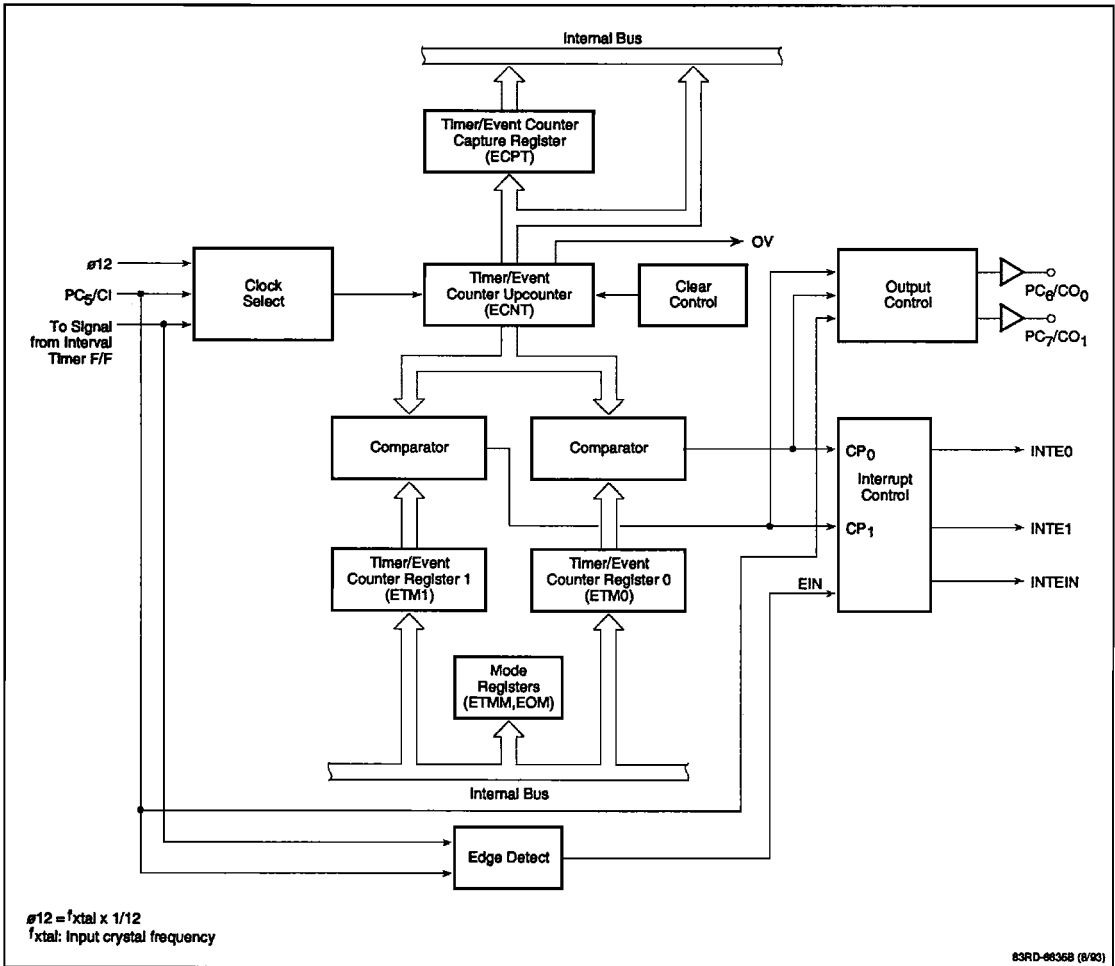 Internal Bus
Timer/Event Counter
Capture Register
(ECPT)
ø12
PC5/CI
To Signal
from Interval
Timer F/F
Clock
Select
Timer/Event
Counter Upcounter
(ECNT)
OV
Clear
Control
Output
Control
PC6/CO0
PC7/CO1
Comparator
Comparator
CP0
Interrupt
Control
CP1
EIN
INTE0
INTE1
INTEIN
Timer/Event
Counter Register 1
(ETM1)
Timer/Event
Counter Register 0
(ETM0)
Mode
Registers
(ETMM,EOM)
Internal Bus
Edge Detect
ø12 = fxtal x 1/12
fxtal: Input crystal frequency
83RD-6635B (8/93)